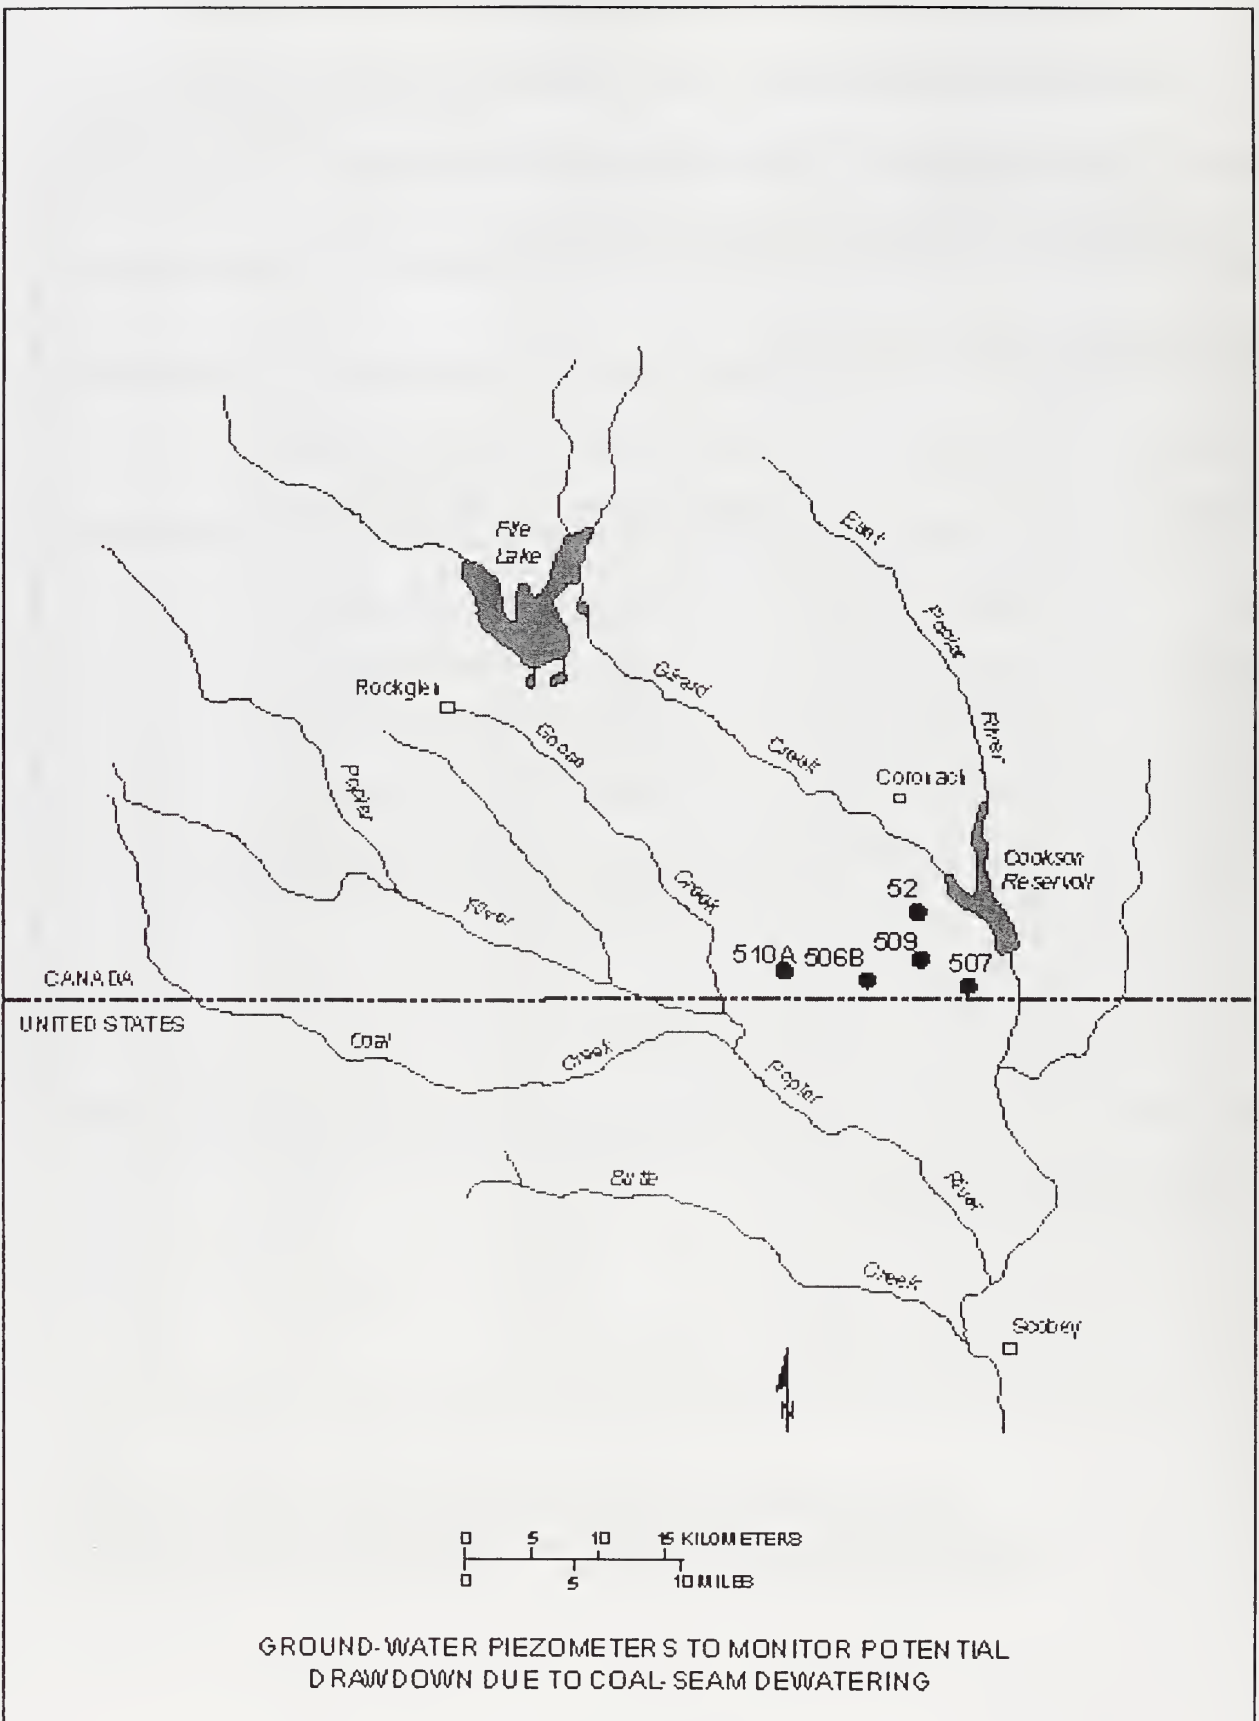 Fife
Lake
East
Poplar
River
Girard
Creek
Rockglen
Goose
Creek
Coronach
Cookson
Reservoir
Poplar
River
52
509
510A
506B
507
CANADA
UNITED STATES
Coal
Creek
Poplar
River
Butte
Creek
Scobey
N
0 5 10 15 KILOMETERS
0 5 10 MILES
GROUND-WATER PIEZOMETERS TO MONITOR POTENTIAL
DRAWDOWN DUE TO COAL-SEAM DEWATERING